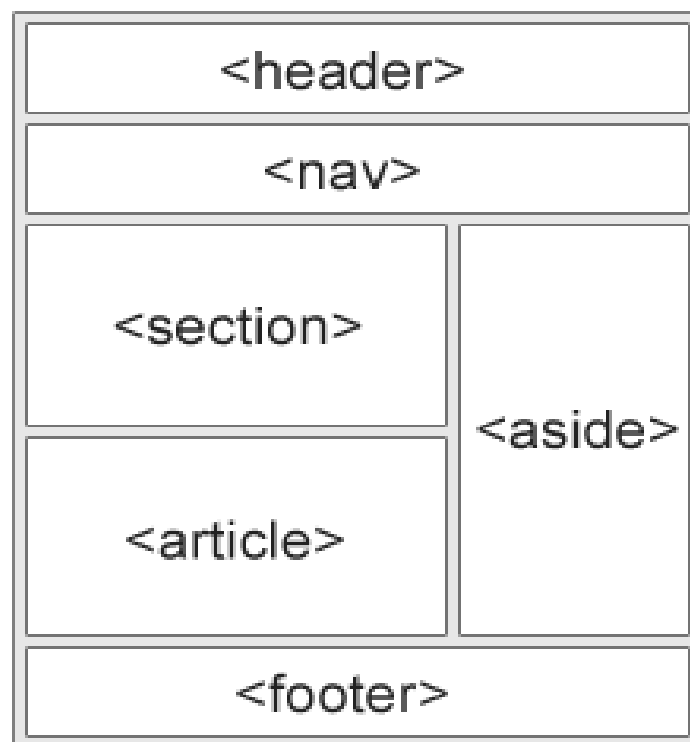 <header>
<nav>
<section>
<aside>
<article>
<footer>